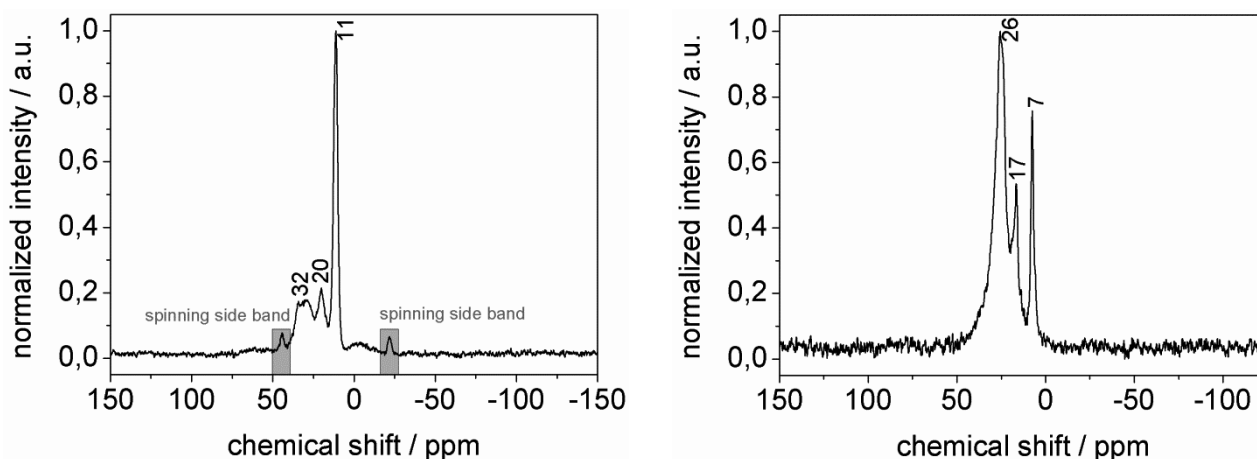 normalized intensity / a.u.
1,0
0,8
0,6
0,4
0,2
0,0
11
32
20
spinning side band
spinning side band
150 100 50 0 -50 -100 -150
chemical shift / ppm
normalized intensity / a.u.
1,0
0,8
0,6
0,4
0,2
0,0
26
17
7
150 100 50 0 -50 -100
chemical shift / ppm